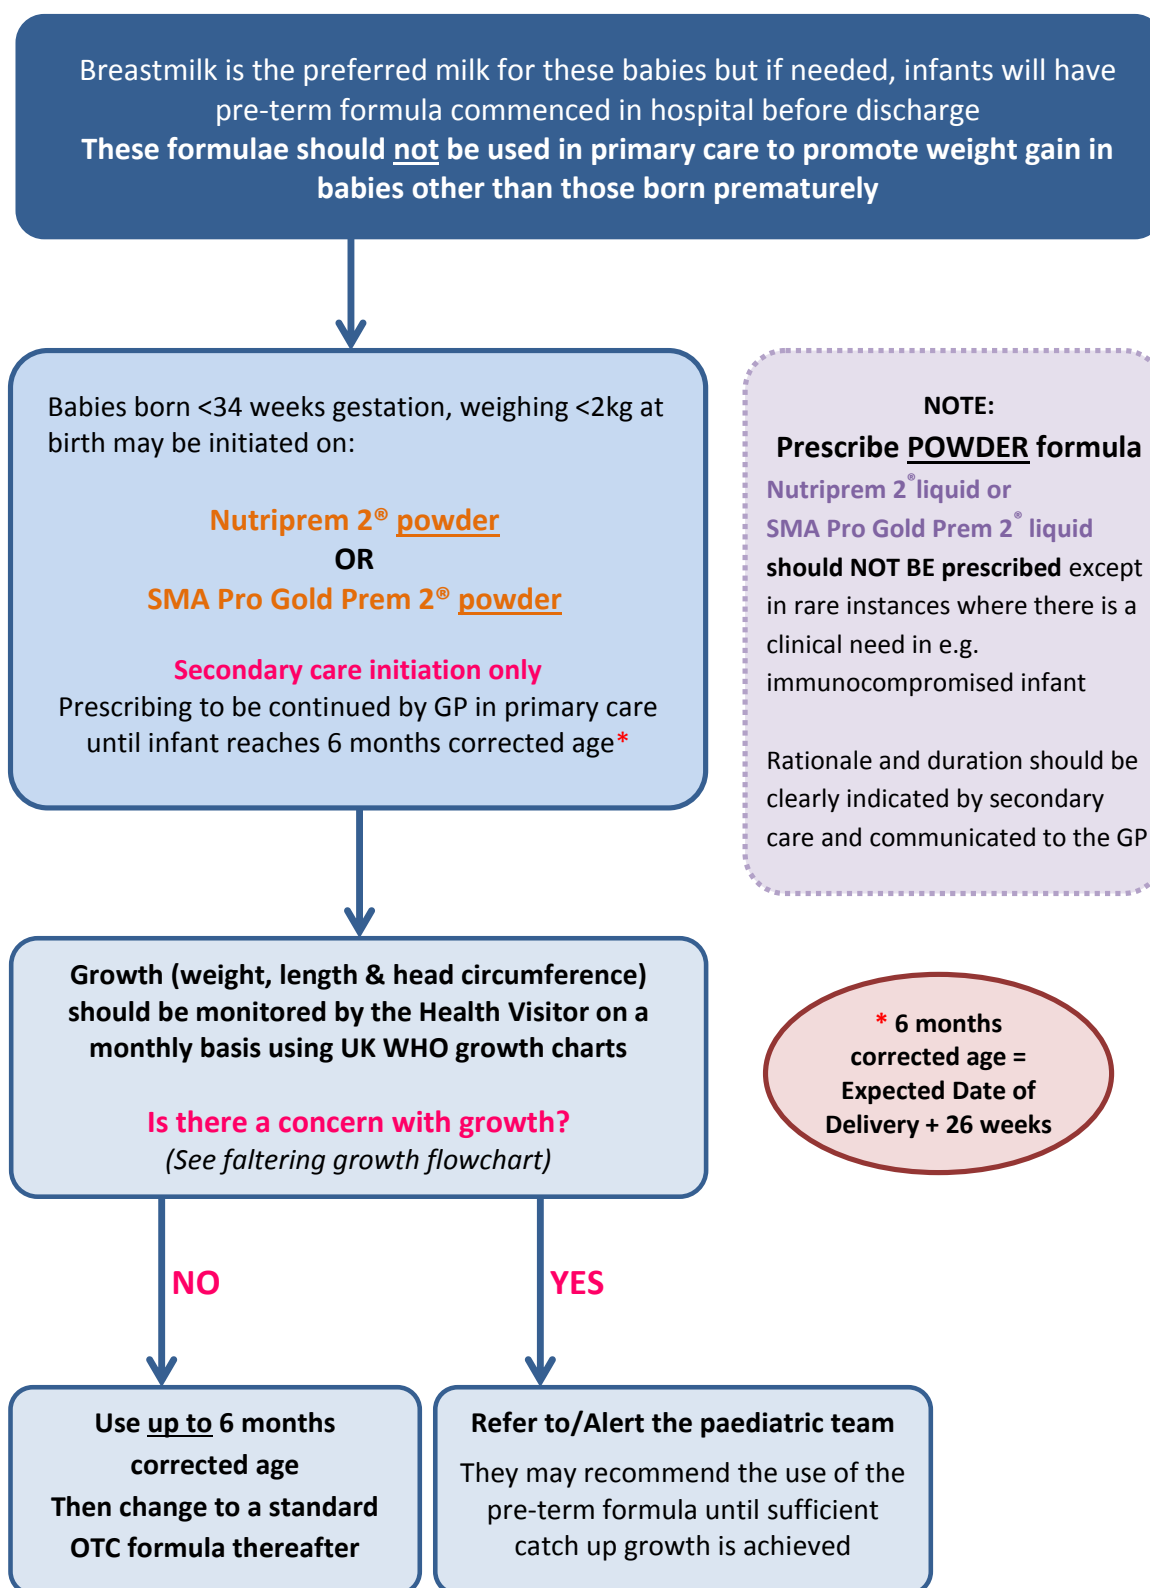 Breastmilk is the preferred milk for these babies but if needed, infants will have
pre-term formula commenced in hospital before discharge
These formulae should not be used in primary care to promote weight gain in
babies other than those born prematurely
Babies born <34 weeks gestation, weighing <2kg at
birth may be initiated on:
Nutriprem 2® powder
OR
SMA Pro Gold Prem 2® powder
Secondary care initiation only
Prescribing to be continued by GP in primary care
until infant reaches 6 months corrected age*
NOTE:
Prescribe POWDER formula
Nutriprem 2®liquid or
SMA Pro Gold Prem 2® liquid
should NOT BE prescribed except
in rare instances where there is a
clinical need in e.g.
immunocompromised infant
Rationale and duration should be
clearly indicated by secondary
care and communicated to the GP
Growth (weight, length & head circumference)
should be monitored by the Health Visitor on a
monthly basis using UK WHO growth charts
Is there a concern with growth?
(See faltering growth flowchart)
* 6 months
corrected age =
Expected Date of
Delivery + 26 weeks
NO
YES
Use up to 6 months
corrected age
Then change to a standard
OTC formula thereafter
Refer to/Alert the paediatric team
They may recommend the use of the
pre-term formula until sufficient
catch up growth is achieved